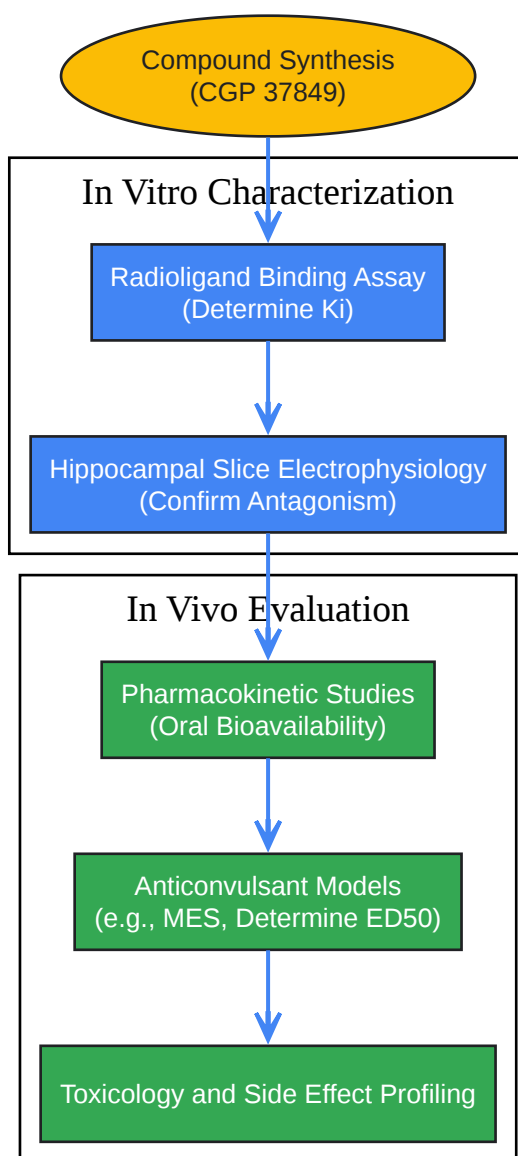 Compound Synthesis
(CGP 37849)
In Vitro Characterization
Radioligand Binding Assay
(Determine Ki)
Hippocampal Slice Electrophysiology
(Confirm Antagonism)
In Vivo Evaluation
Pharmacokinetic Studies
(Oral Bioavailability)
Anticonvulsant Models
(e.g., MES, Determine ED50)
Toxicology and Side Effect Profiling